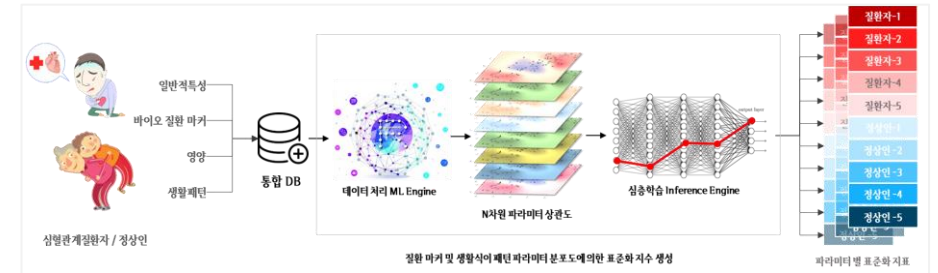 일반적특성
바이오 질환 마커
영양
생활패턴
심혈관계질환자 / 정상인
통합 DB
데이터 처리 ML Engine
N차원 파라미터 상관도
output layer
심층학습 Inference Engine
질환 마커 및 생활식이 패턴 파라미터 분포도에 의한 표준화 지수 생성
질환자-1
질환자-2
질환자-3
질환자-4
질환자-5
정상인-1
정상인-2
정상인-3
정상인-4
정상인-5
파라미터 별 표준화 지표